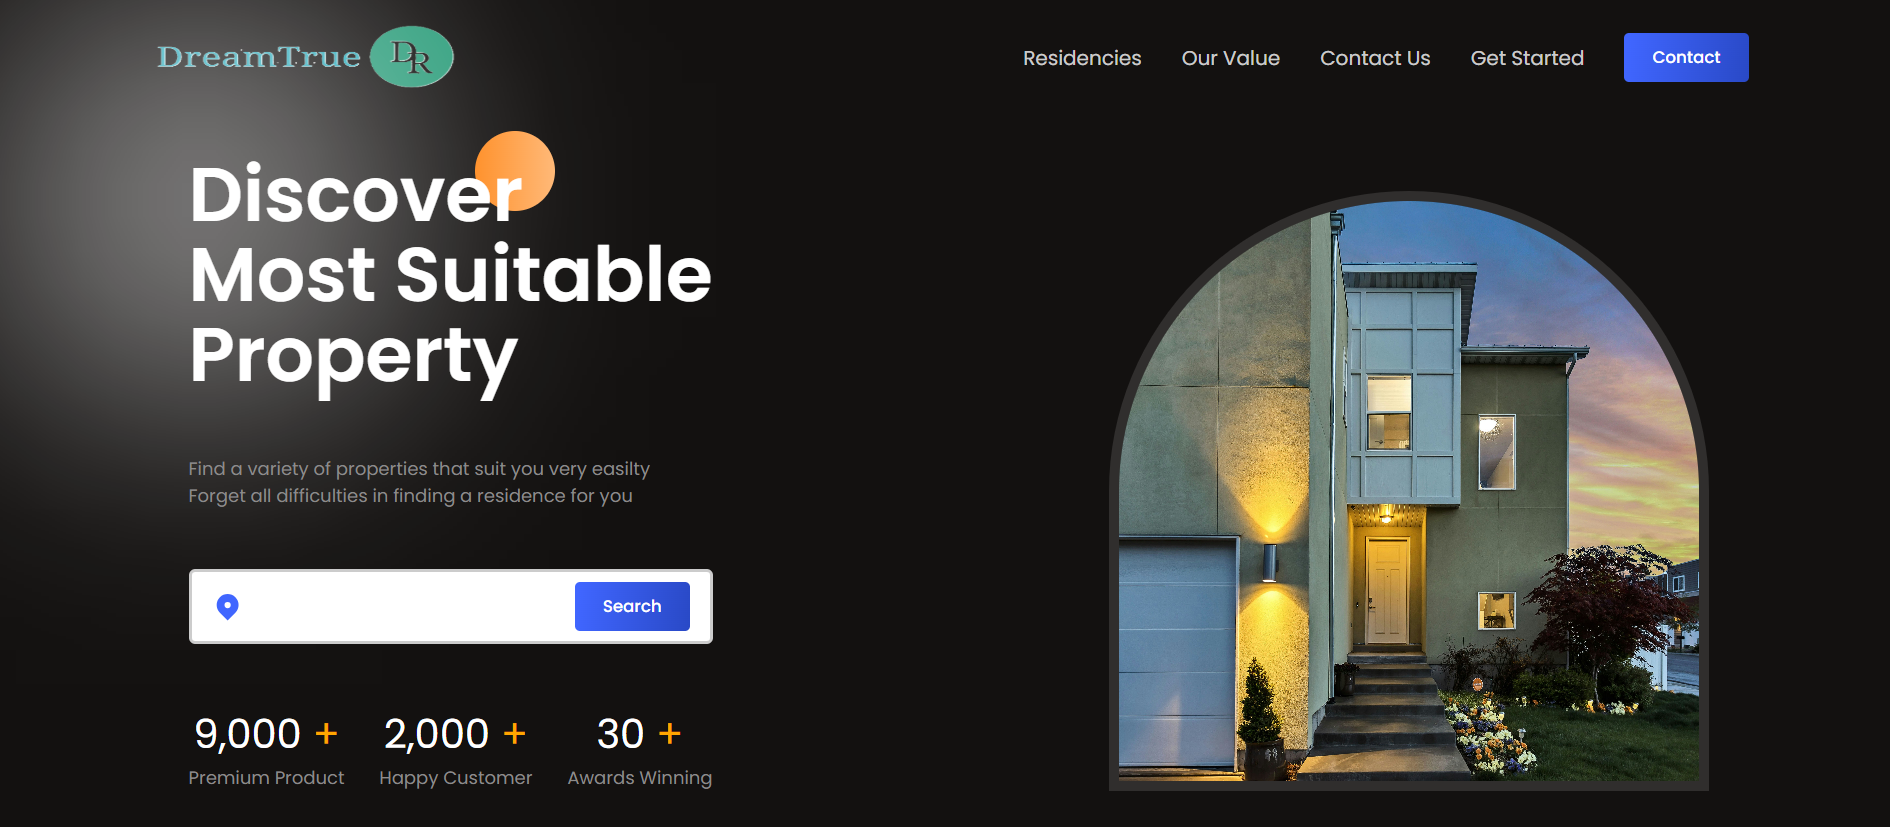 DreamTrue DR
Residencies
Our Value
Contact Us
Get Started
Contact
Discover
Most Suitable
Property
Find a variety of properties that suit you very easilty
Forget all difficulties in finding a residence for you
Search
9,000 +
2,000 +
30 +
Premium Product
Happy Customer
Awards Winning